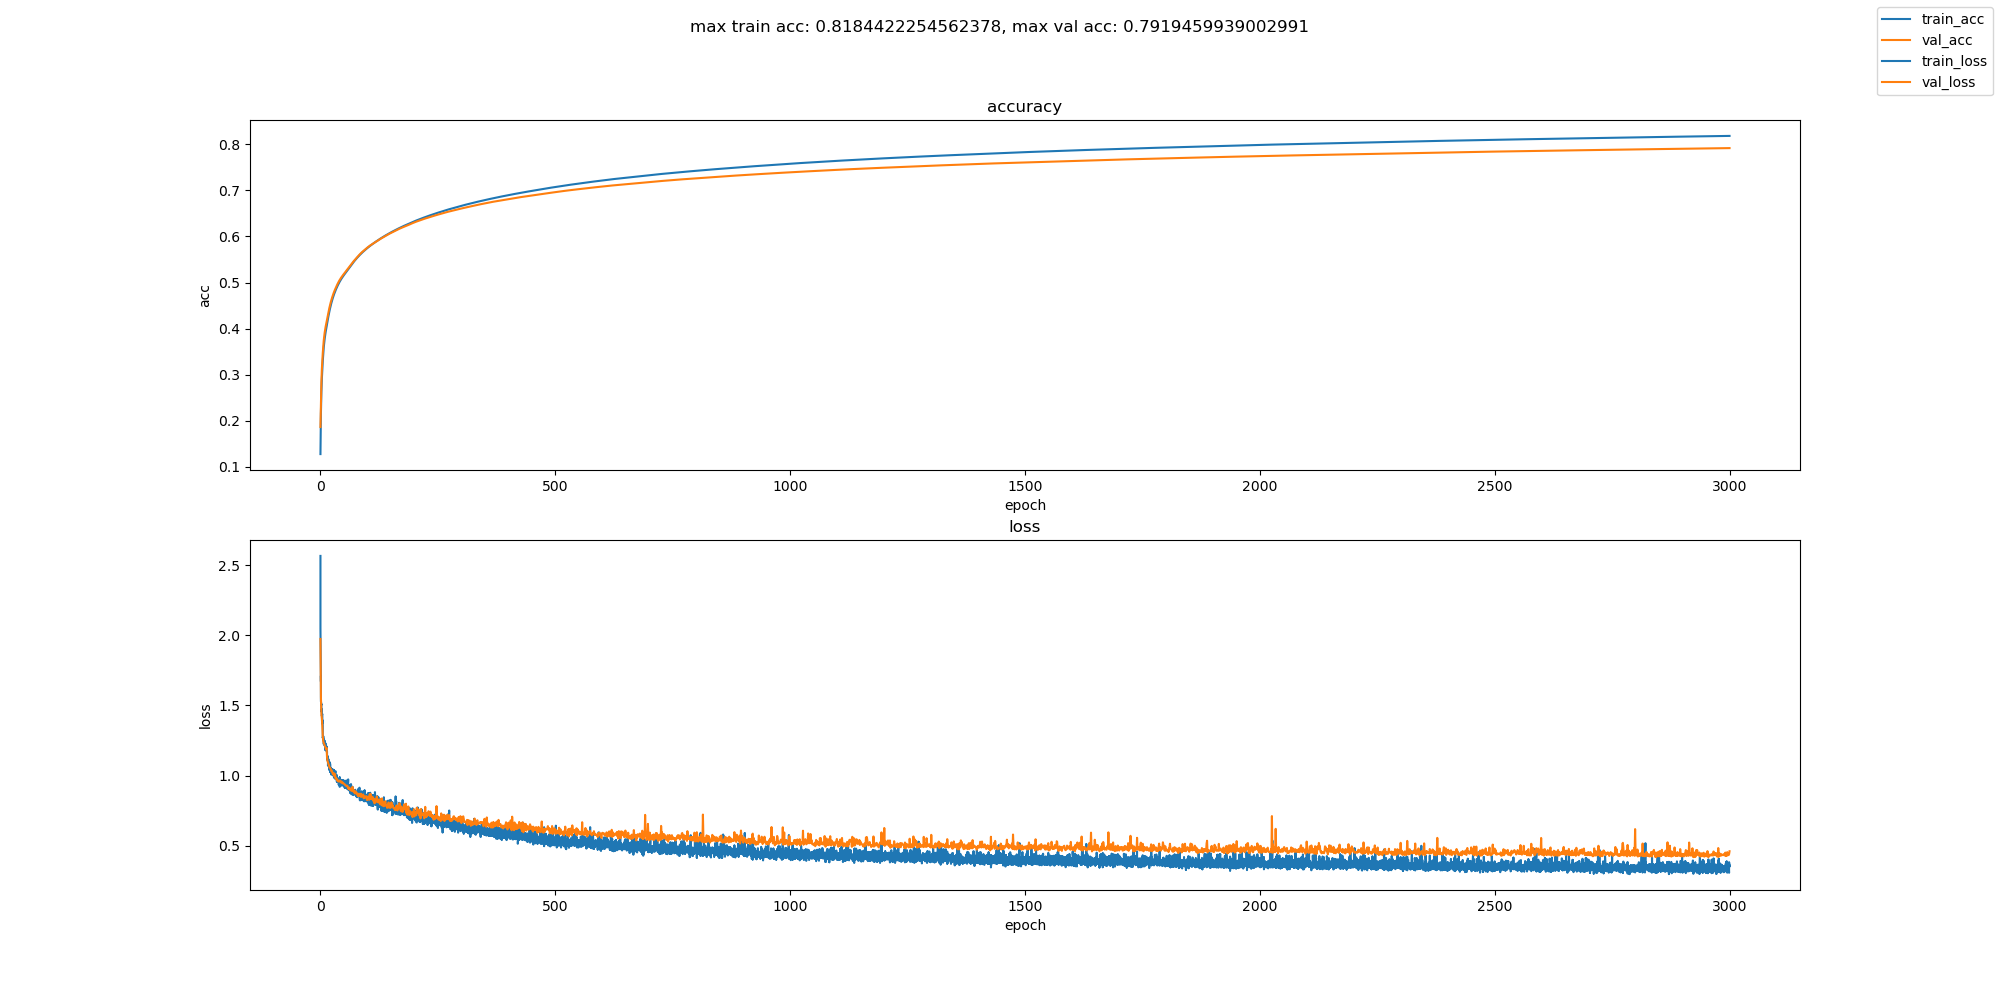 max train acc: 0.8184422254562378, max val acc: 0.7919459939002991
train_acc
val_acc
train_loss
val_loss
accuracy
0.8
0.7
0.6
0.5
0.4
0.3
0.2
0.1
acc
0 500 1000 1500 2000 2500 3000
epoch
loss
2.5
2.0
1.5
1.0
0.5
loss
0 500 1000 1500 2000 2500 3000
epoch